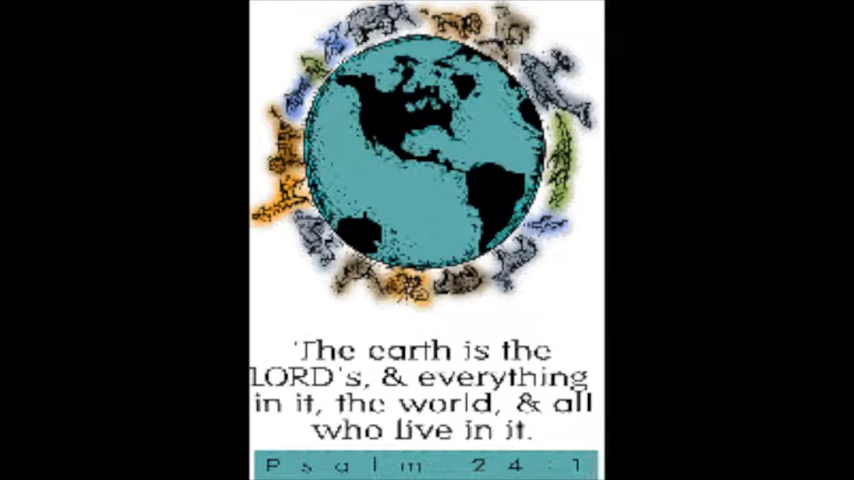 The earth is the
LORD's, & everything
in it, the world, & all
who live in it.
Psalm 24:1